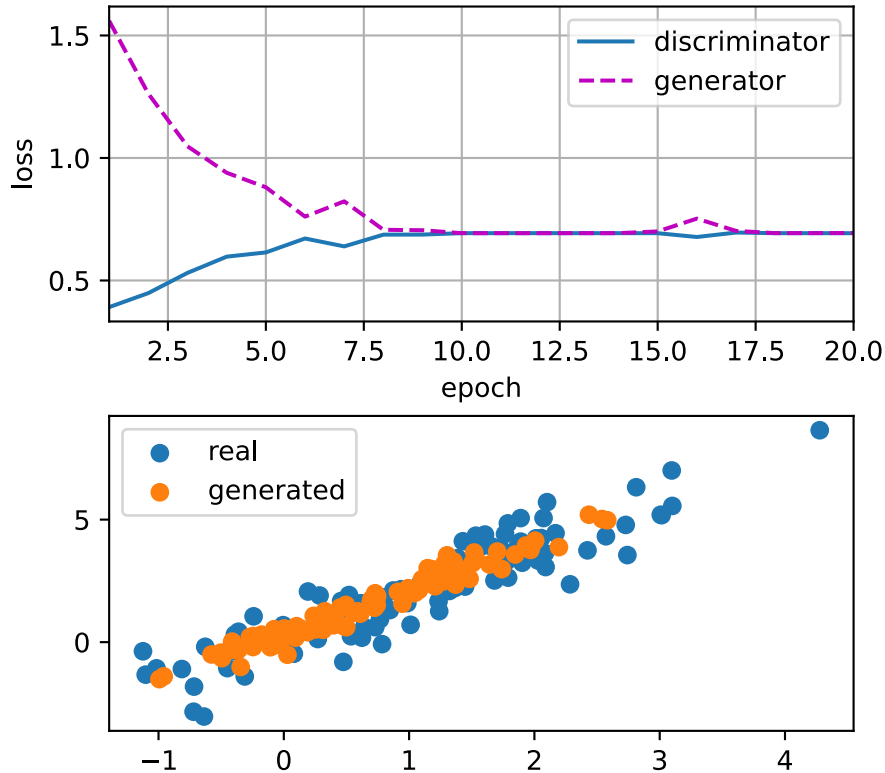 1.5
1.0
0.5
loss
discriminator
generator
2.5 5.0 7.5 10.0 12.5 15.0 17.5 20.0
epoch
real
generated
5
0
−1 0 1 2 3 4